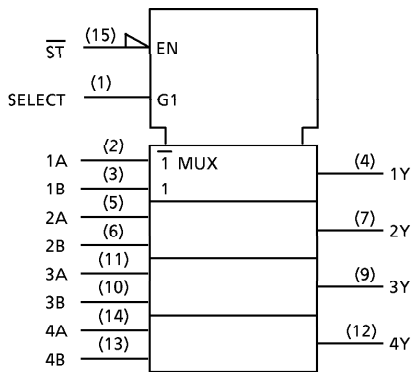 (15)
S̅T̅ EN
(1)
SELECT G1
(2)
1A 1̅ MUX (4)
(3) 1Y
1B 1
(5)
2A (7)
(6) 2Y
2B
(11)
3A (9)
(10) 3Y
3B
(14)
4A (12)
(13) 4Y
4B